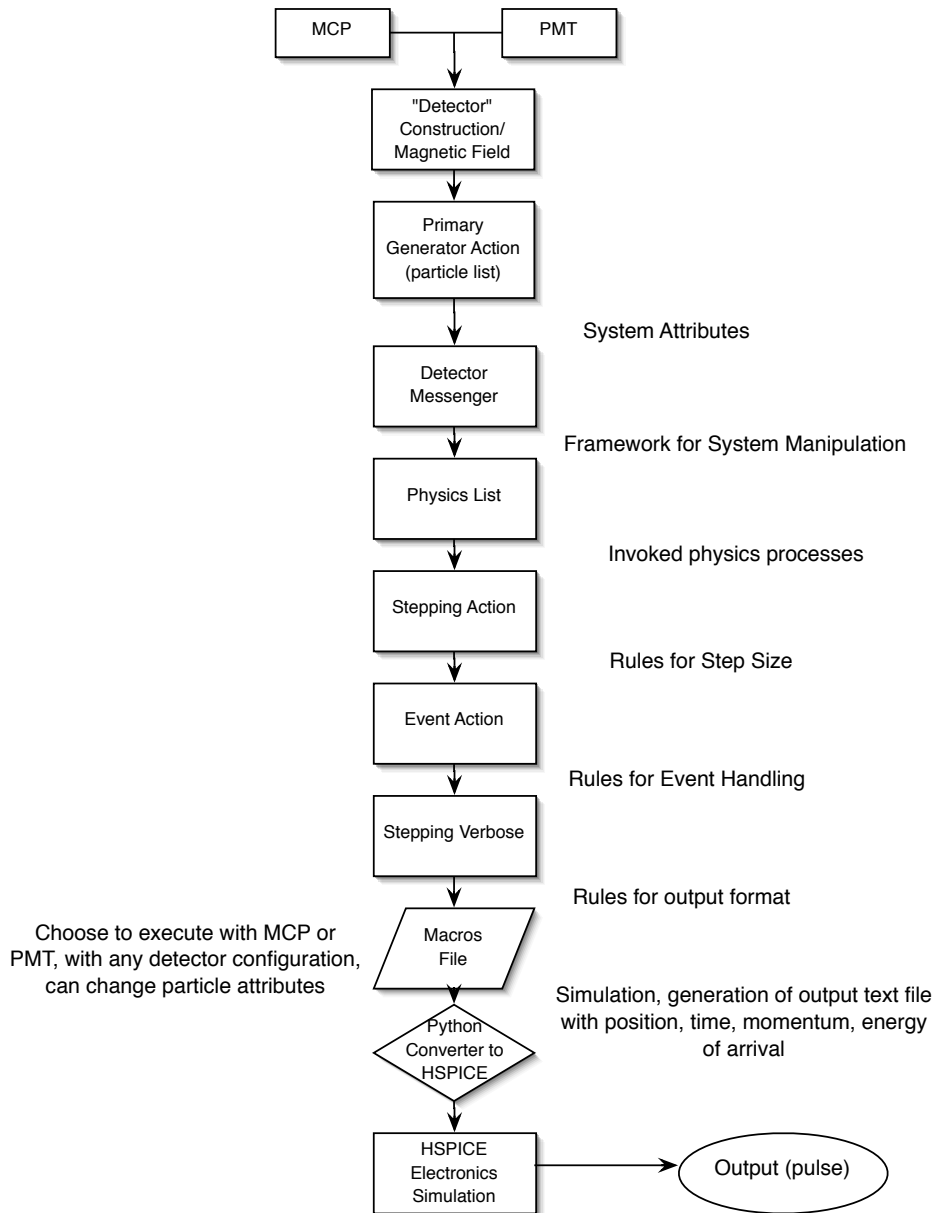 MCP
PMT
"Detector"
Construction/
Magnetic Field
Primary
Generator Action
(particle list)
System Attributes
Detector
Messenger
Framework for System Manipulation
Physics List
Invoked physics processes
Stepping Action
Rules for Step Size
Event Action
Rules for Event Handling
Stepping Verbose
Rules for output format
Choose to execute with MCP or
PMT, with any detector configuration,
can change particle attributes
Macros
File
Simulation, generation of output text file
with position, time, momentum, energy
of arrival
Python
Converter to
HSPICE
HSPICE
Electronics
Simulation
Output (pulse)